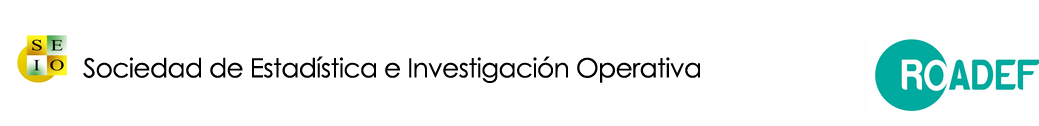 SE
IO
Sociedad de Estadística e Investigación Operativa
ROADEF